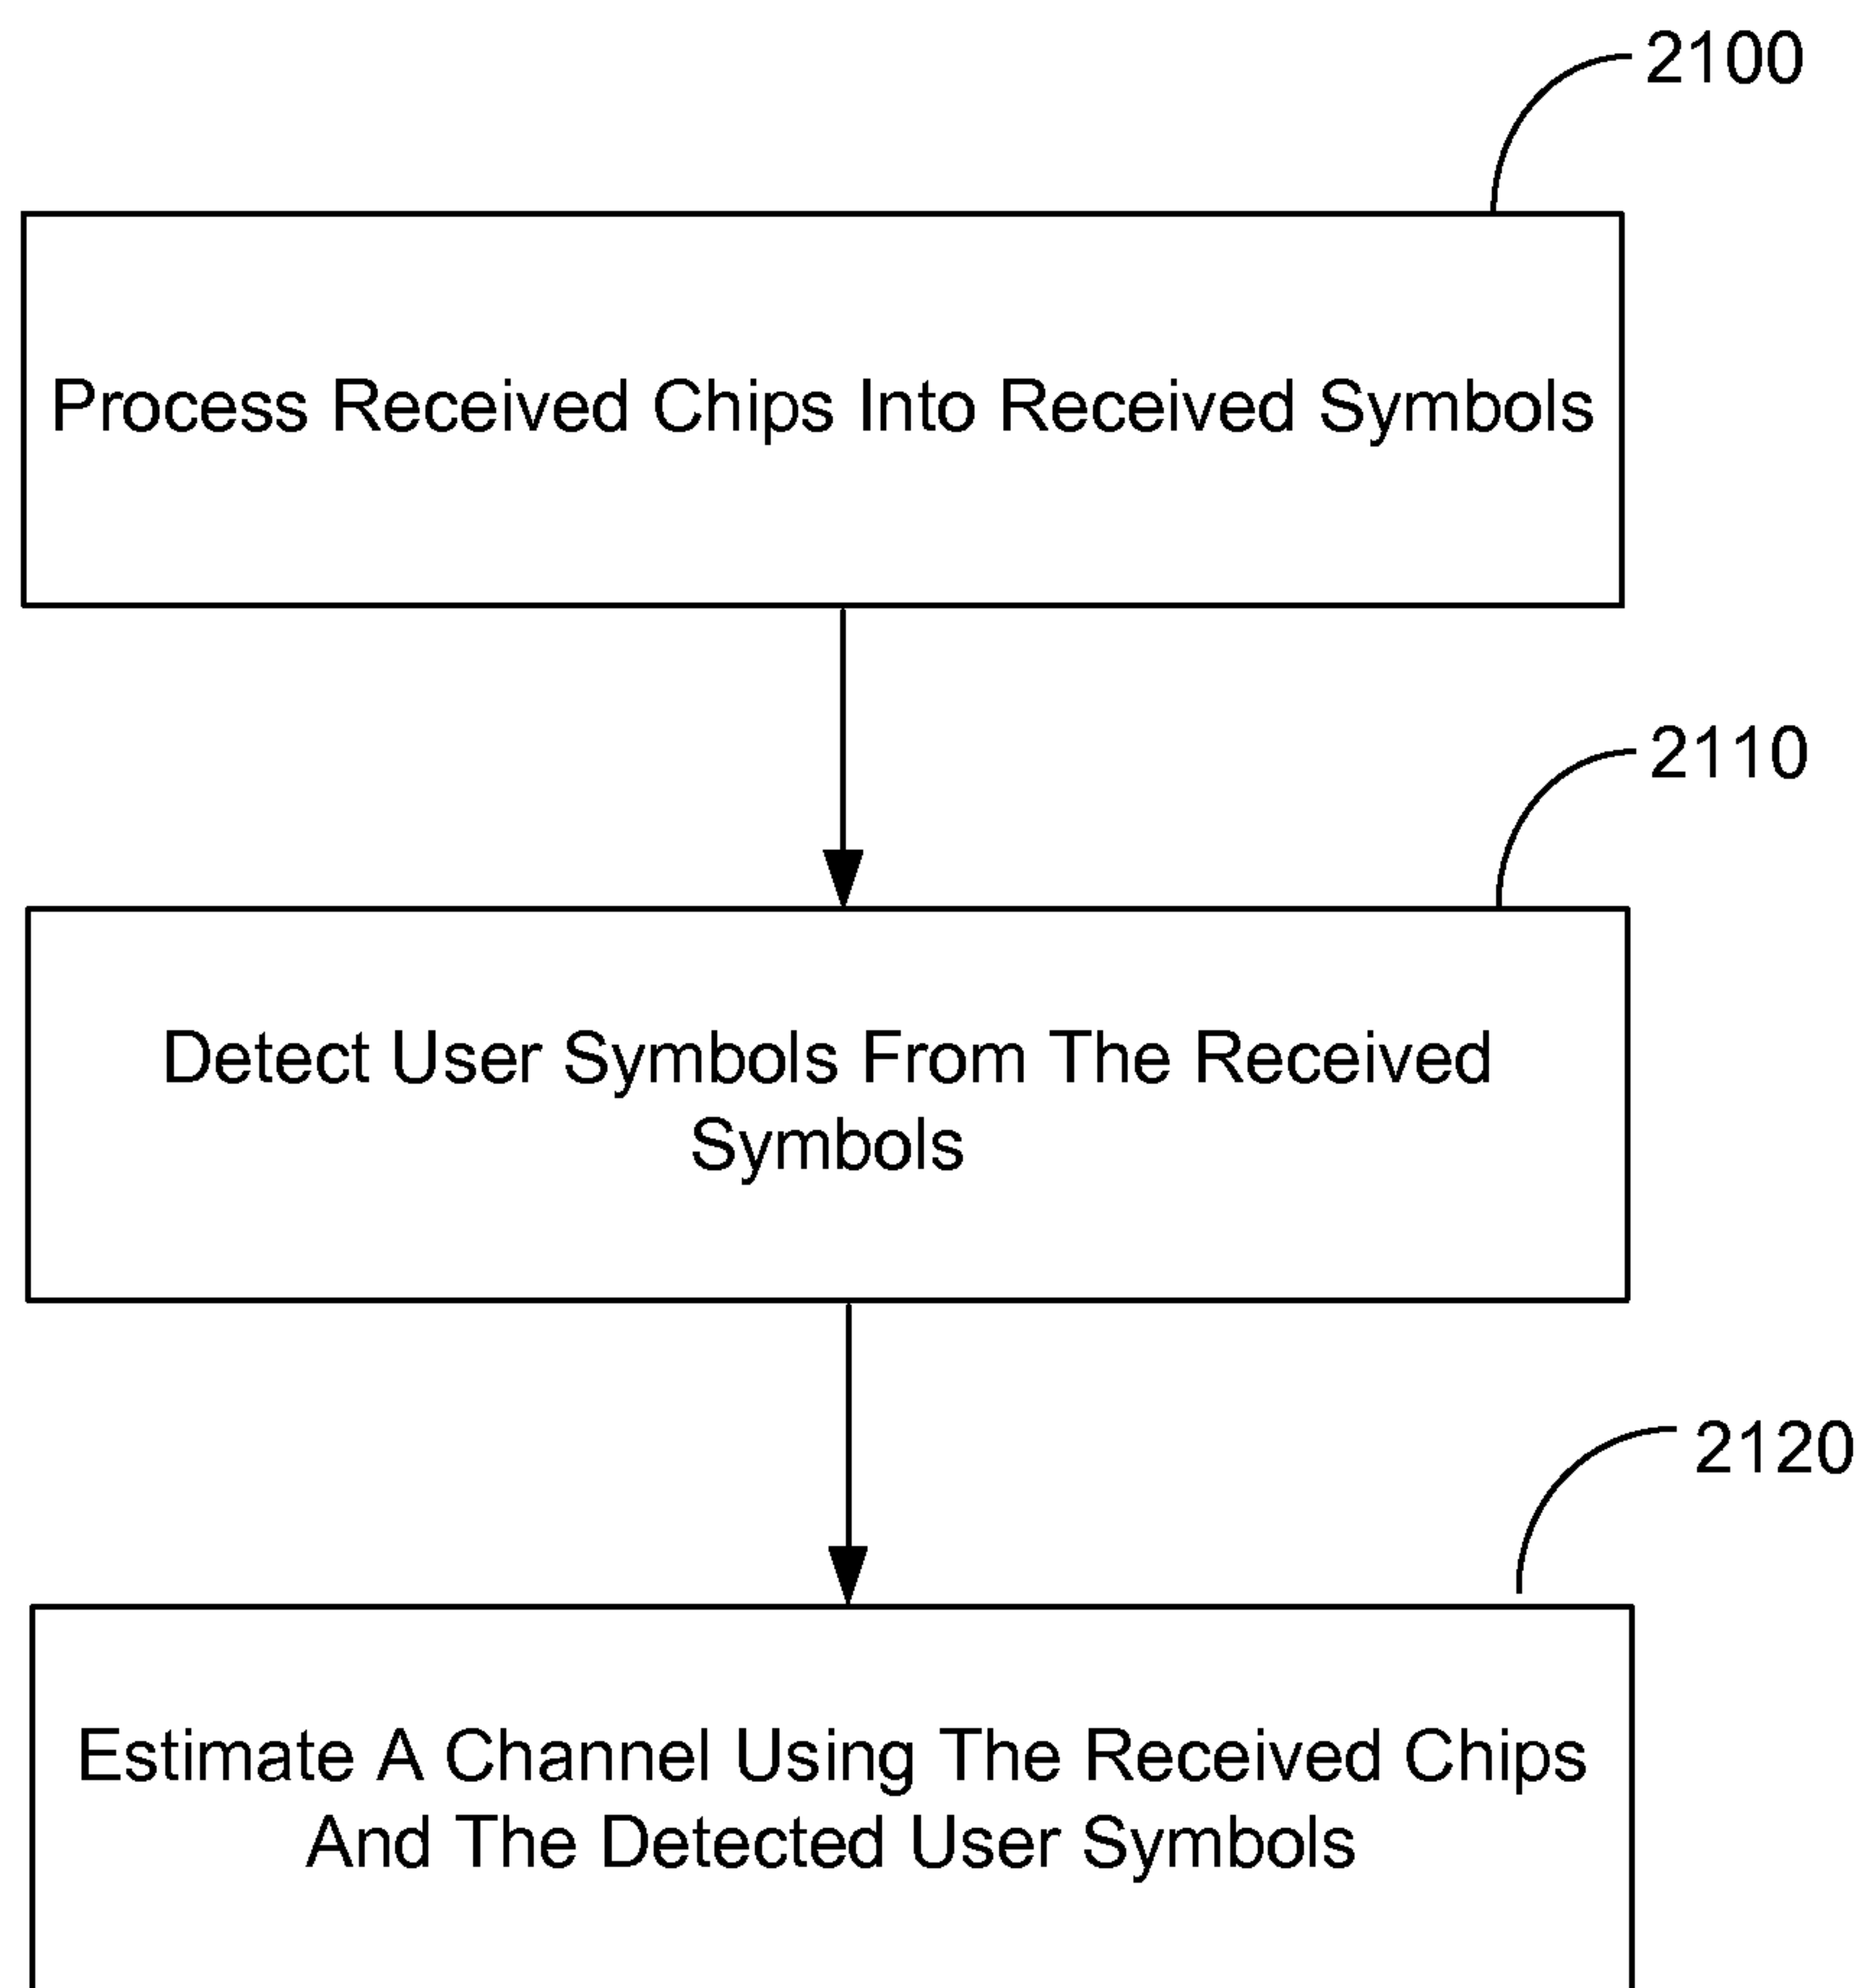 2100
Process Received Chips Into Received Symbols
2110
Detect User Symbols From The Received
Symbols
2120
Estimate A Channel Using The Received Chips
And The Detected User Symbols